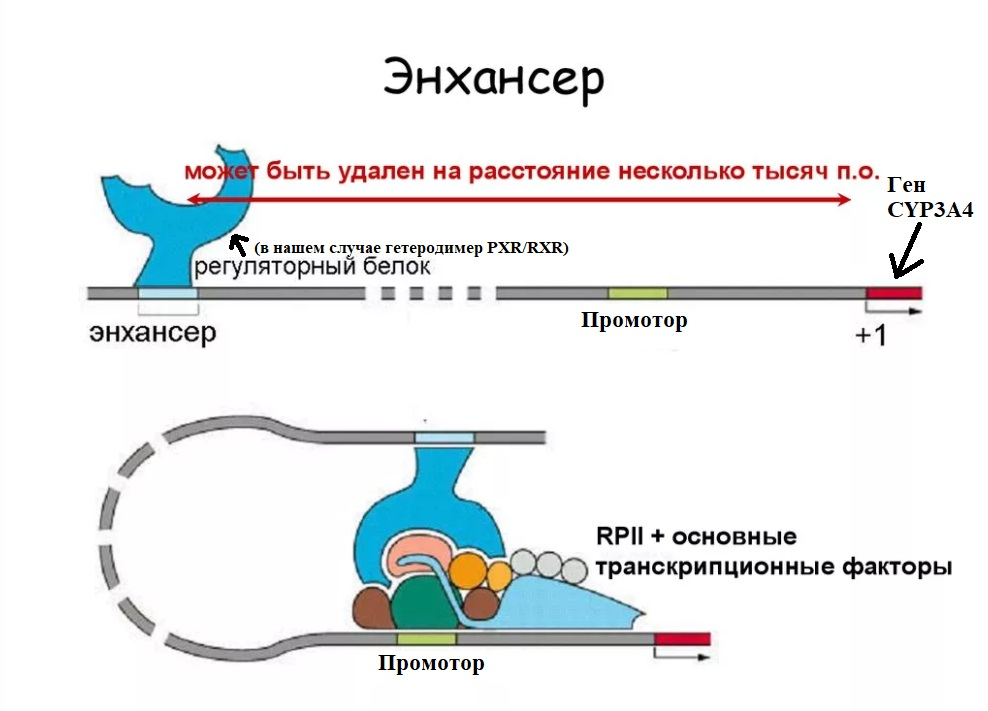 Энхансер
может быть удален на расстояние несколько тысяч п.о.
Ген
CYP3A4
(в нашем случае гетеродимер PXR/RXR)
регуляторный белок
энхансер
Промотор
+1
RPII + основные
транскрипционные факторы
Промотор